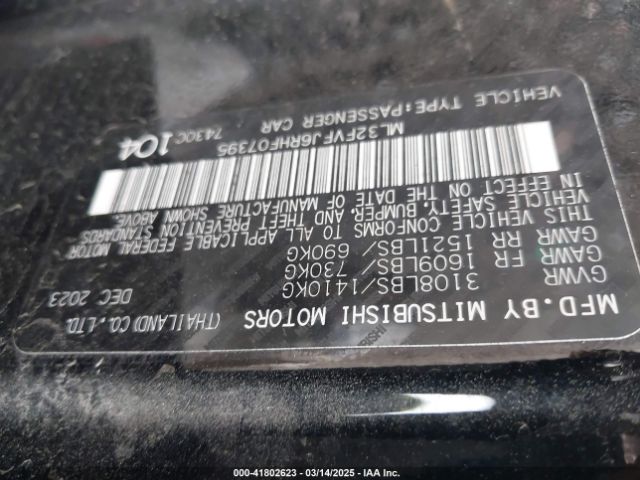 MFD.BY MITSUBISHI MOTORS (THAILAND) CO.,LTD.
GVWR 3108LBS/1410KG DEC 2023
GAWR FR 1609LBS/ 730KG
GAWR RR 1521LBS/ 690KG
THIS VEHICLE CONFORMS TO ALL APPLICABLE FEDERAL MOTOR
VEHICLE SAFETY, BUMPER, AND THEFT PREVENTION STANDARDS
IN EFFECT ON THE DATE OF MANUFACTURE SHOWN ABOVE.
ML32FVFJ6RHF07395 7430C 104
VEHICLE TYPE:PASSENGER CAR
000-41802623 - 03/14/2025 - IAA Inc.